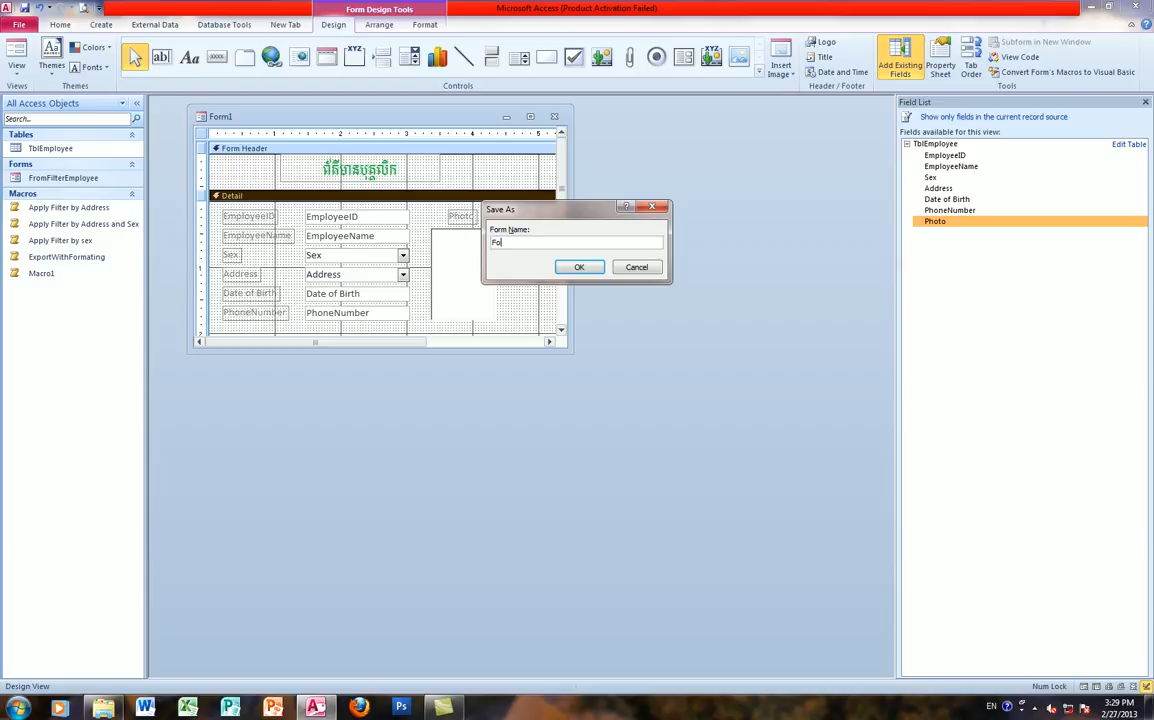 Form Design Tools
Microsoft Access (Product Activation Failed)
File Home Create External Data Database Tools New Tab Design Arrange Format
View
Views
Themes
Colors
Fonts
Themes
Controls
Insert Image
Logo
Title
Date and Time
Header / Footer
Add Existing Fields
Property Sheet
Tab Order
Subform in New Window
View Code
Convert Form's Macros to Visual Basic
Tools
All Access Objects
Search...
Tables
TblEmployee
Forms
FromFilterEmployee
Macros
Apply Filter by Address
Apply Filter by Address and Sex
Apply Filter by sex
ExportWithFormating
Macro1
Form1
1 2 3 4 5
Form Header
ព័ត៌មានបុគ្គលិក
Detail
EmployeeID EmployeeID Photo
EmployeeName EmployeeName
Sex Sex
Address Address
Date of Birth Date of Birth
PhoneNumber PhoneNumber
Save As
Form Name:
Fo
OK Cancel
Field List
Show only fields in the current record source
Fields available for this view:
TblEmployee Edit Table
EmployeeID
EmployeeName
Sex
Address
Date of Birth
PhoneNumber
Photo
Design View
Num Lock
EN
3:29 PM
2/27/2013